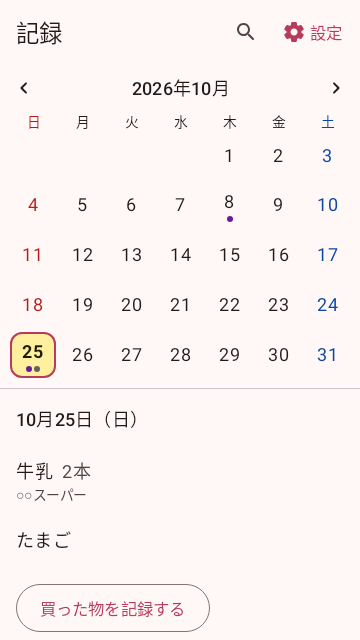 記録
設定
2026年10月
日 月 火 水 木 金 土
1 2 3
4 5 6 7 8 9 10
11 12 13 14 15 16 17
18 19 20 21 22 23 24
25 26 27 28 29 30 31
10月25日（日）
牛乳 2本
○○スーパー
たまご
買った物を記録する